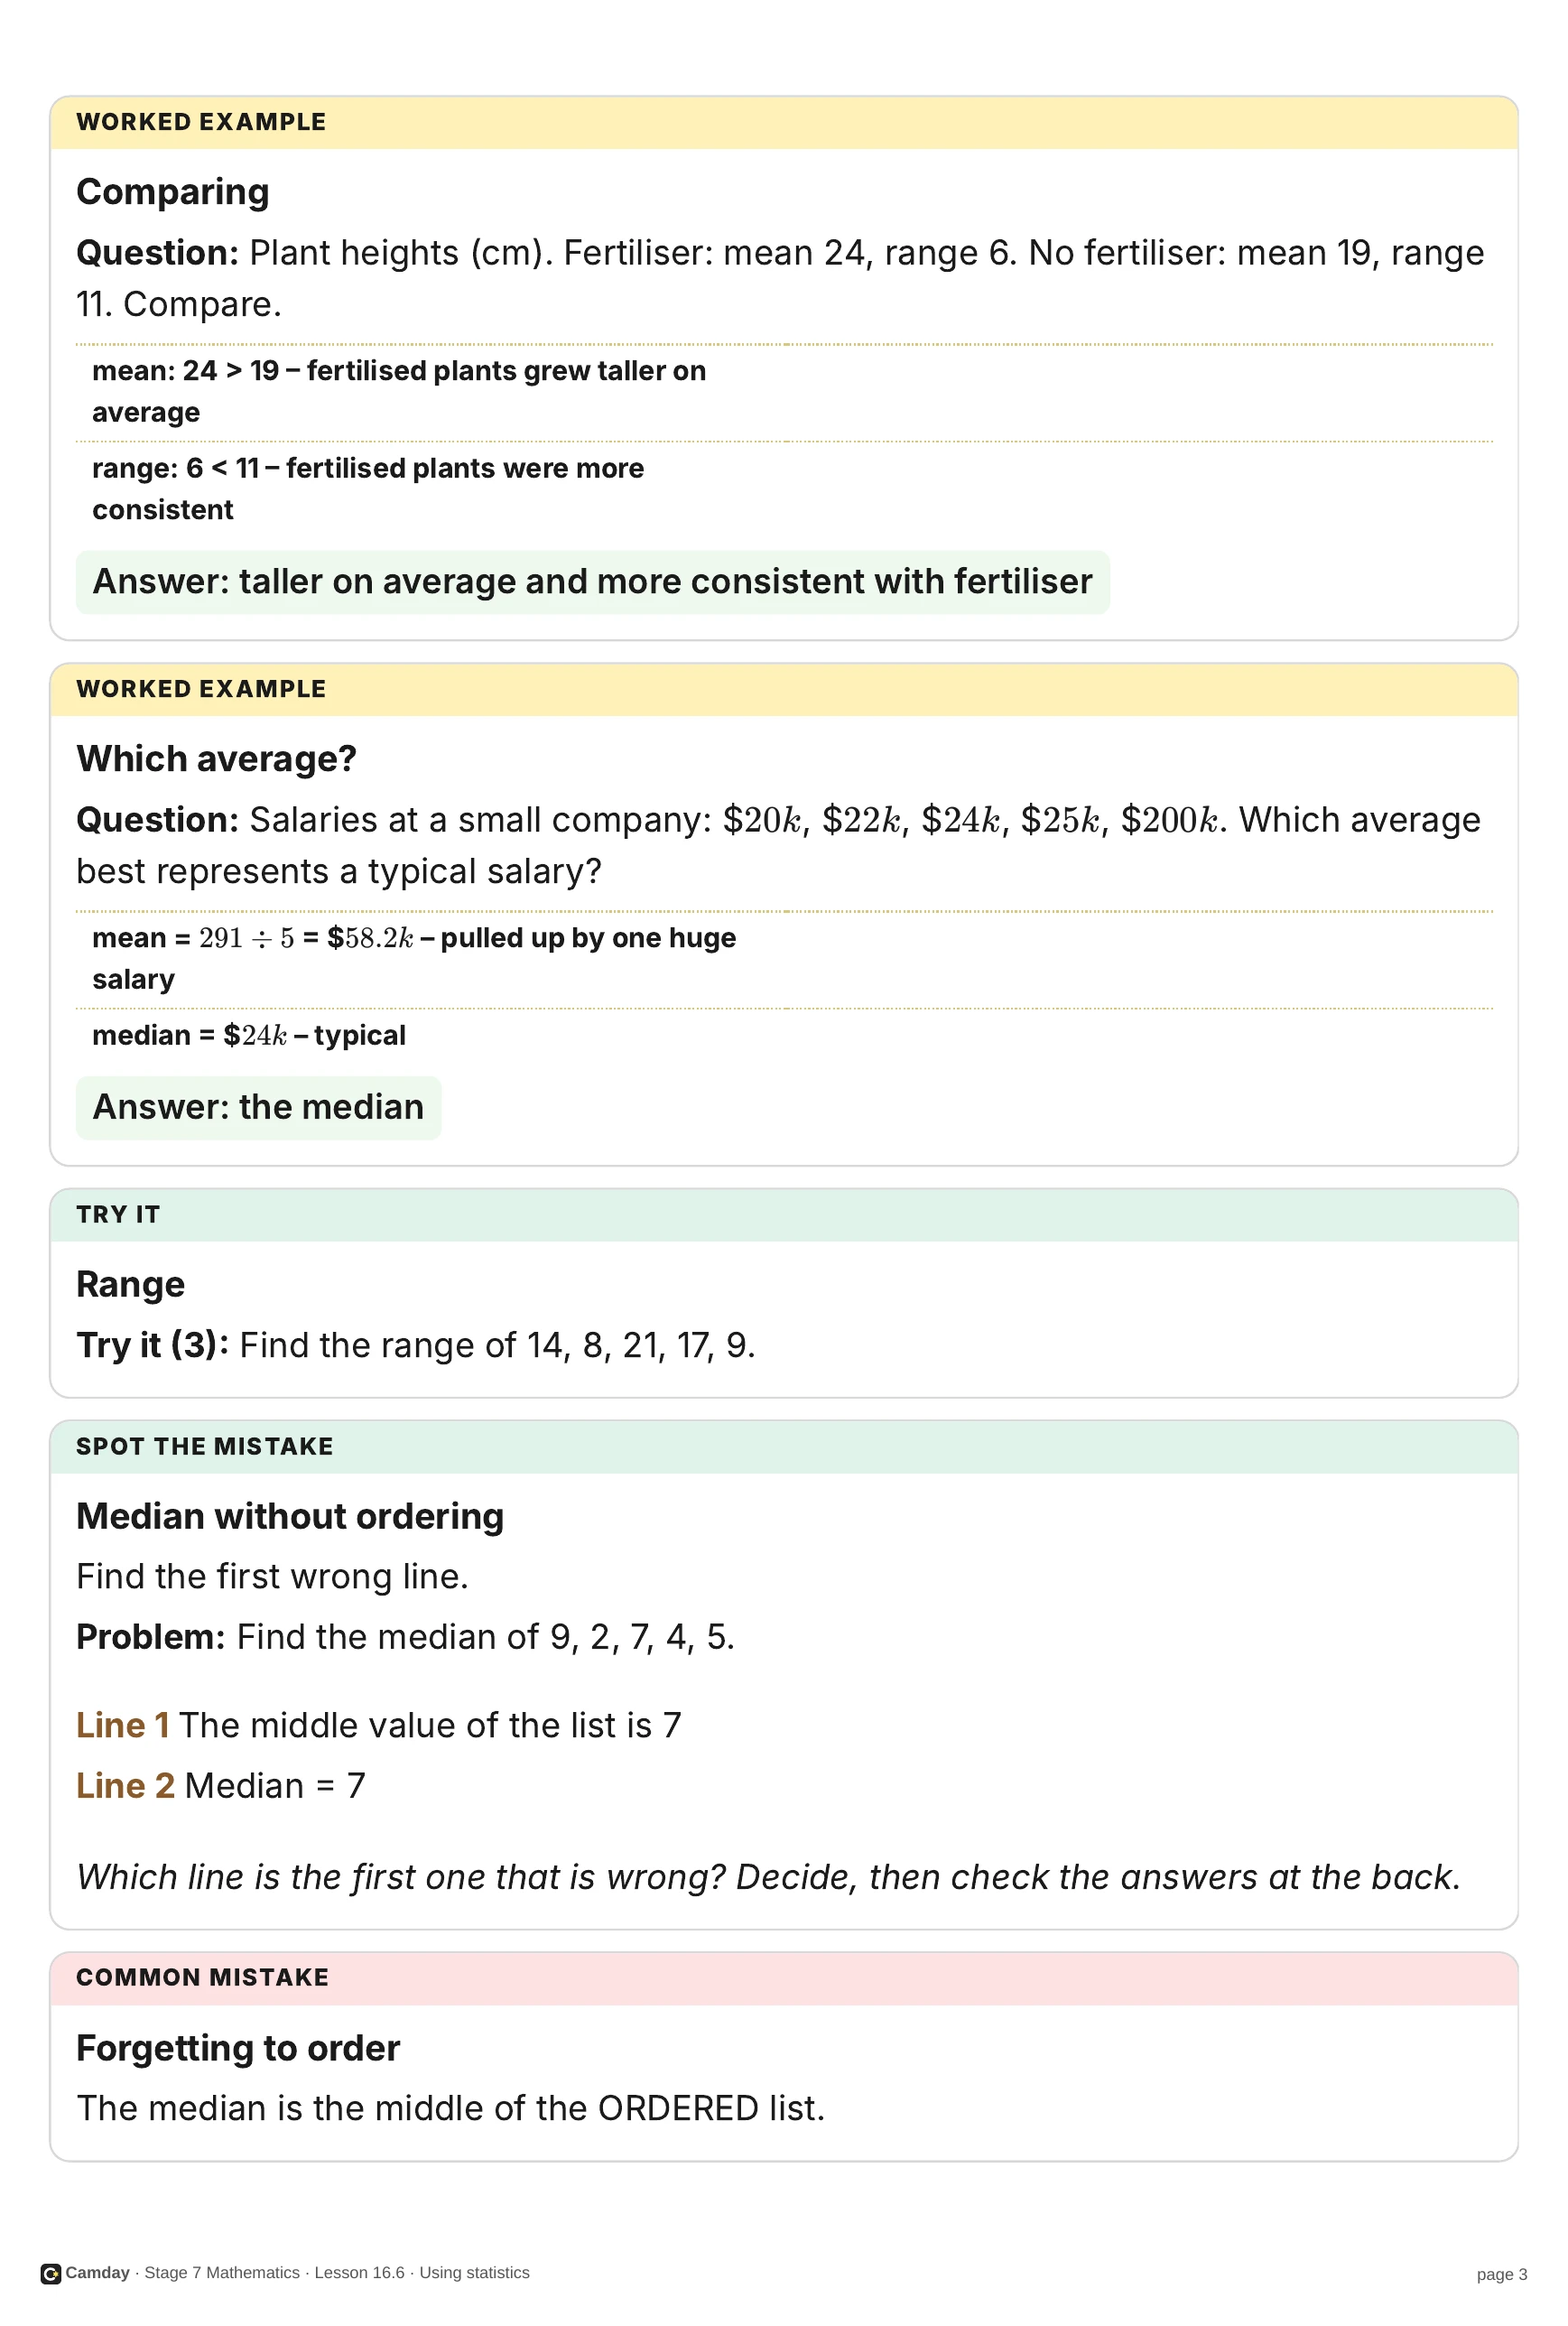 WORKED EXAMPLE
Comparing
Question: Plant heights (cm). Fertiliser: mean 24, range 6. No fertiliser: mean 19, range
11. Compare.
mean: 24 > 19 – fertilised plants grew taller on
average
range: 6 < 11 – fertilised plants were more
consistent
Answer: taller on average and more consistent with fertiliser
WORKED EXAMPLE
Which average?
Question: Salaries at a small company: $20k, $22k, $24k, $25k, $200k. Which average
best represents a typical salary?
mean = 291 ÷ 5 = $58.2k – pulled up by one huge
salary
median = $24k – typical
Answer: the median
TRY IT
Range
Try it (3): Find the range of 14, 8, 21, 17, 9.
SPOT THE MISTAKE
Median without ordering
Find the first wrong line.
Problem: Find the median of 9, 2, 7, 4, 5.
Line 1 The middle value of the list is 7
Line 2 Median = 7
Which line is the first one that is wrong? Decide, then check the answers at the back.
COMMON MISTAKE
Forgetting to order
The median is the middle of the ORDERED list.
Camday · Stage 7 Mathematics · Lesson 16.6 · Using statistics
page 3